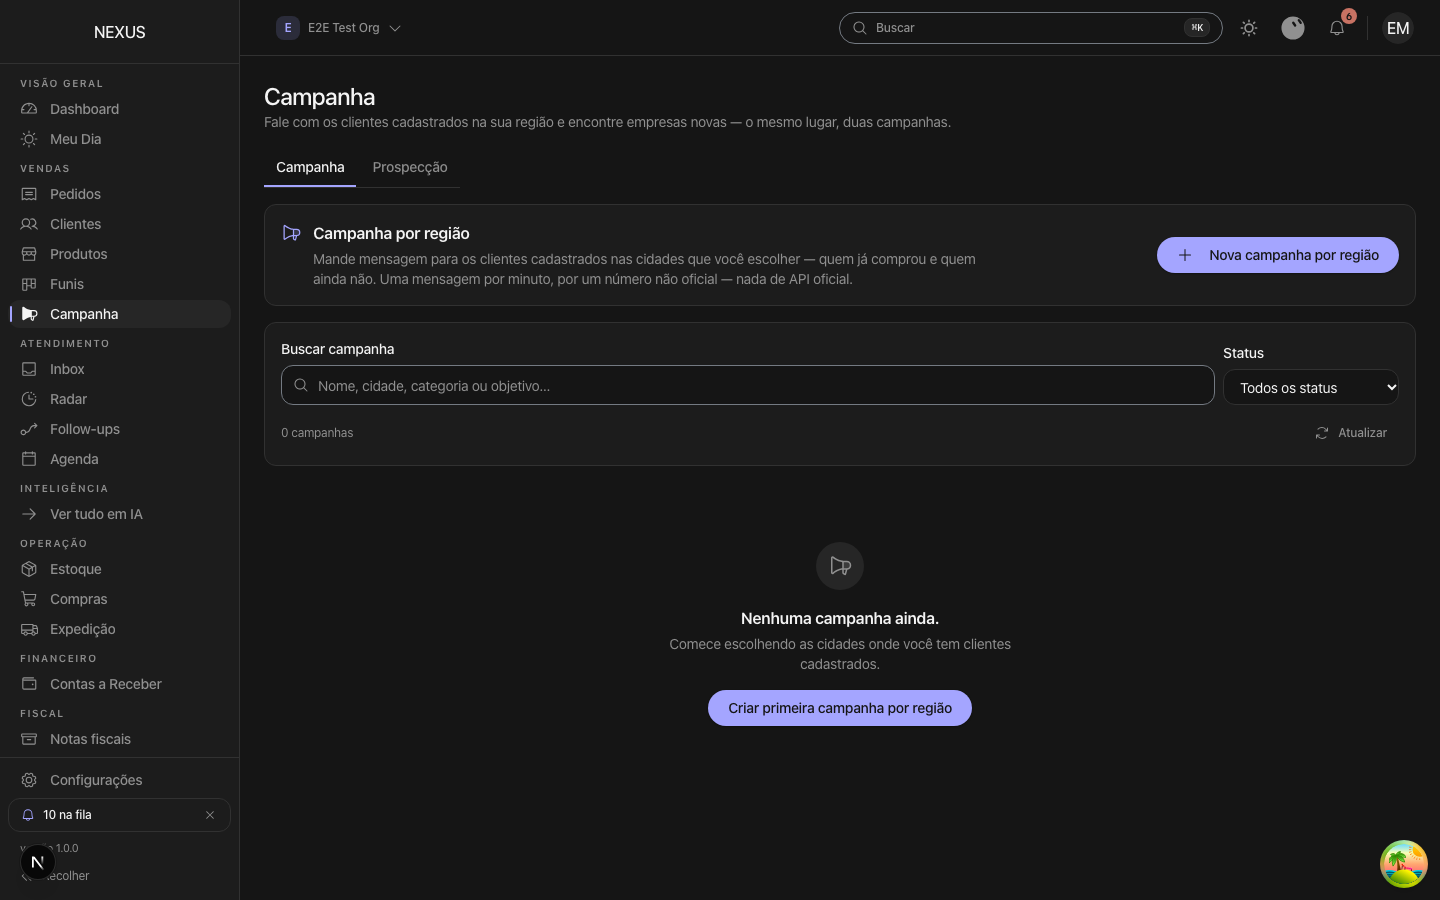 NEXUS
E
E2E Test Org
Buscar
⌘K
6
EM
VISÃO GERAL
Dashboard
Meu Dia
VENDAS
Pedidos
Clientes
Produtos
Funis
Campanha
ATENDIMENTO
Inbox
Radar
Follow-ups
Agenda
INTELIGÊNCIA
Ver tudo em IA
OPERAÇÃO
Estoque
Compras
Expedição
FINANCEIRO
Contas a Receber
FISCAL
Notas fiscais
Configurações
10 na fila
1.0.0
N
Campanha
Fale com os clientes cadastrados na sua região e encontre empresas novas — o mesmo lugar, duas campanhas.
Campanha
Prospecção
Campanha por região
Mande mensagem para os clientes cadastrados nas cidades que você escolher — quem já comprou e quem
ainda não. Uma mensagem por minuto, por um número não oficial — nada de API oficial.
Nova campanha por região
Buscar campanha
Nome, cidade, categoria ou objetivo...
Status
Todos os status
0 campanhas
Atualizar
Nenhuma campanha ainda.
Comece escolhendo as cidades onde você tem clientes
cadastrados.
Criar primeira campanha por região